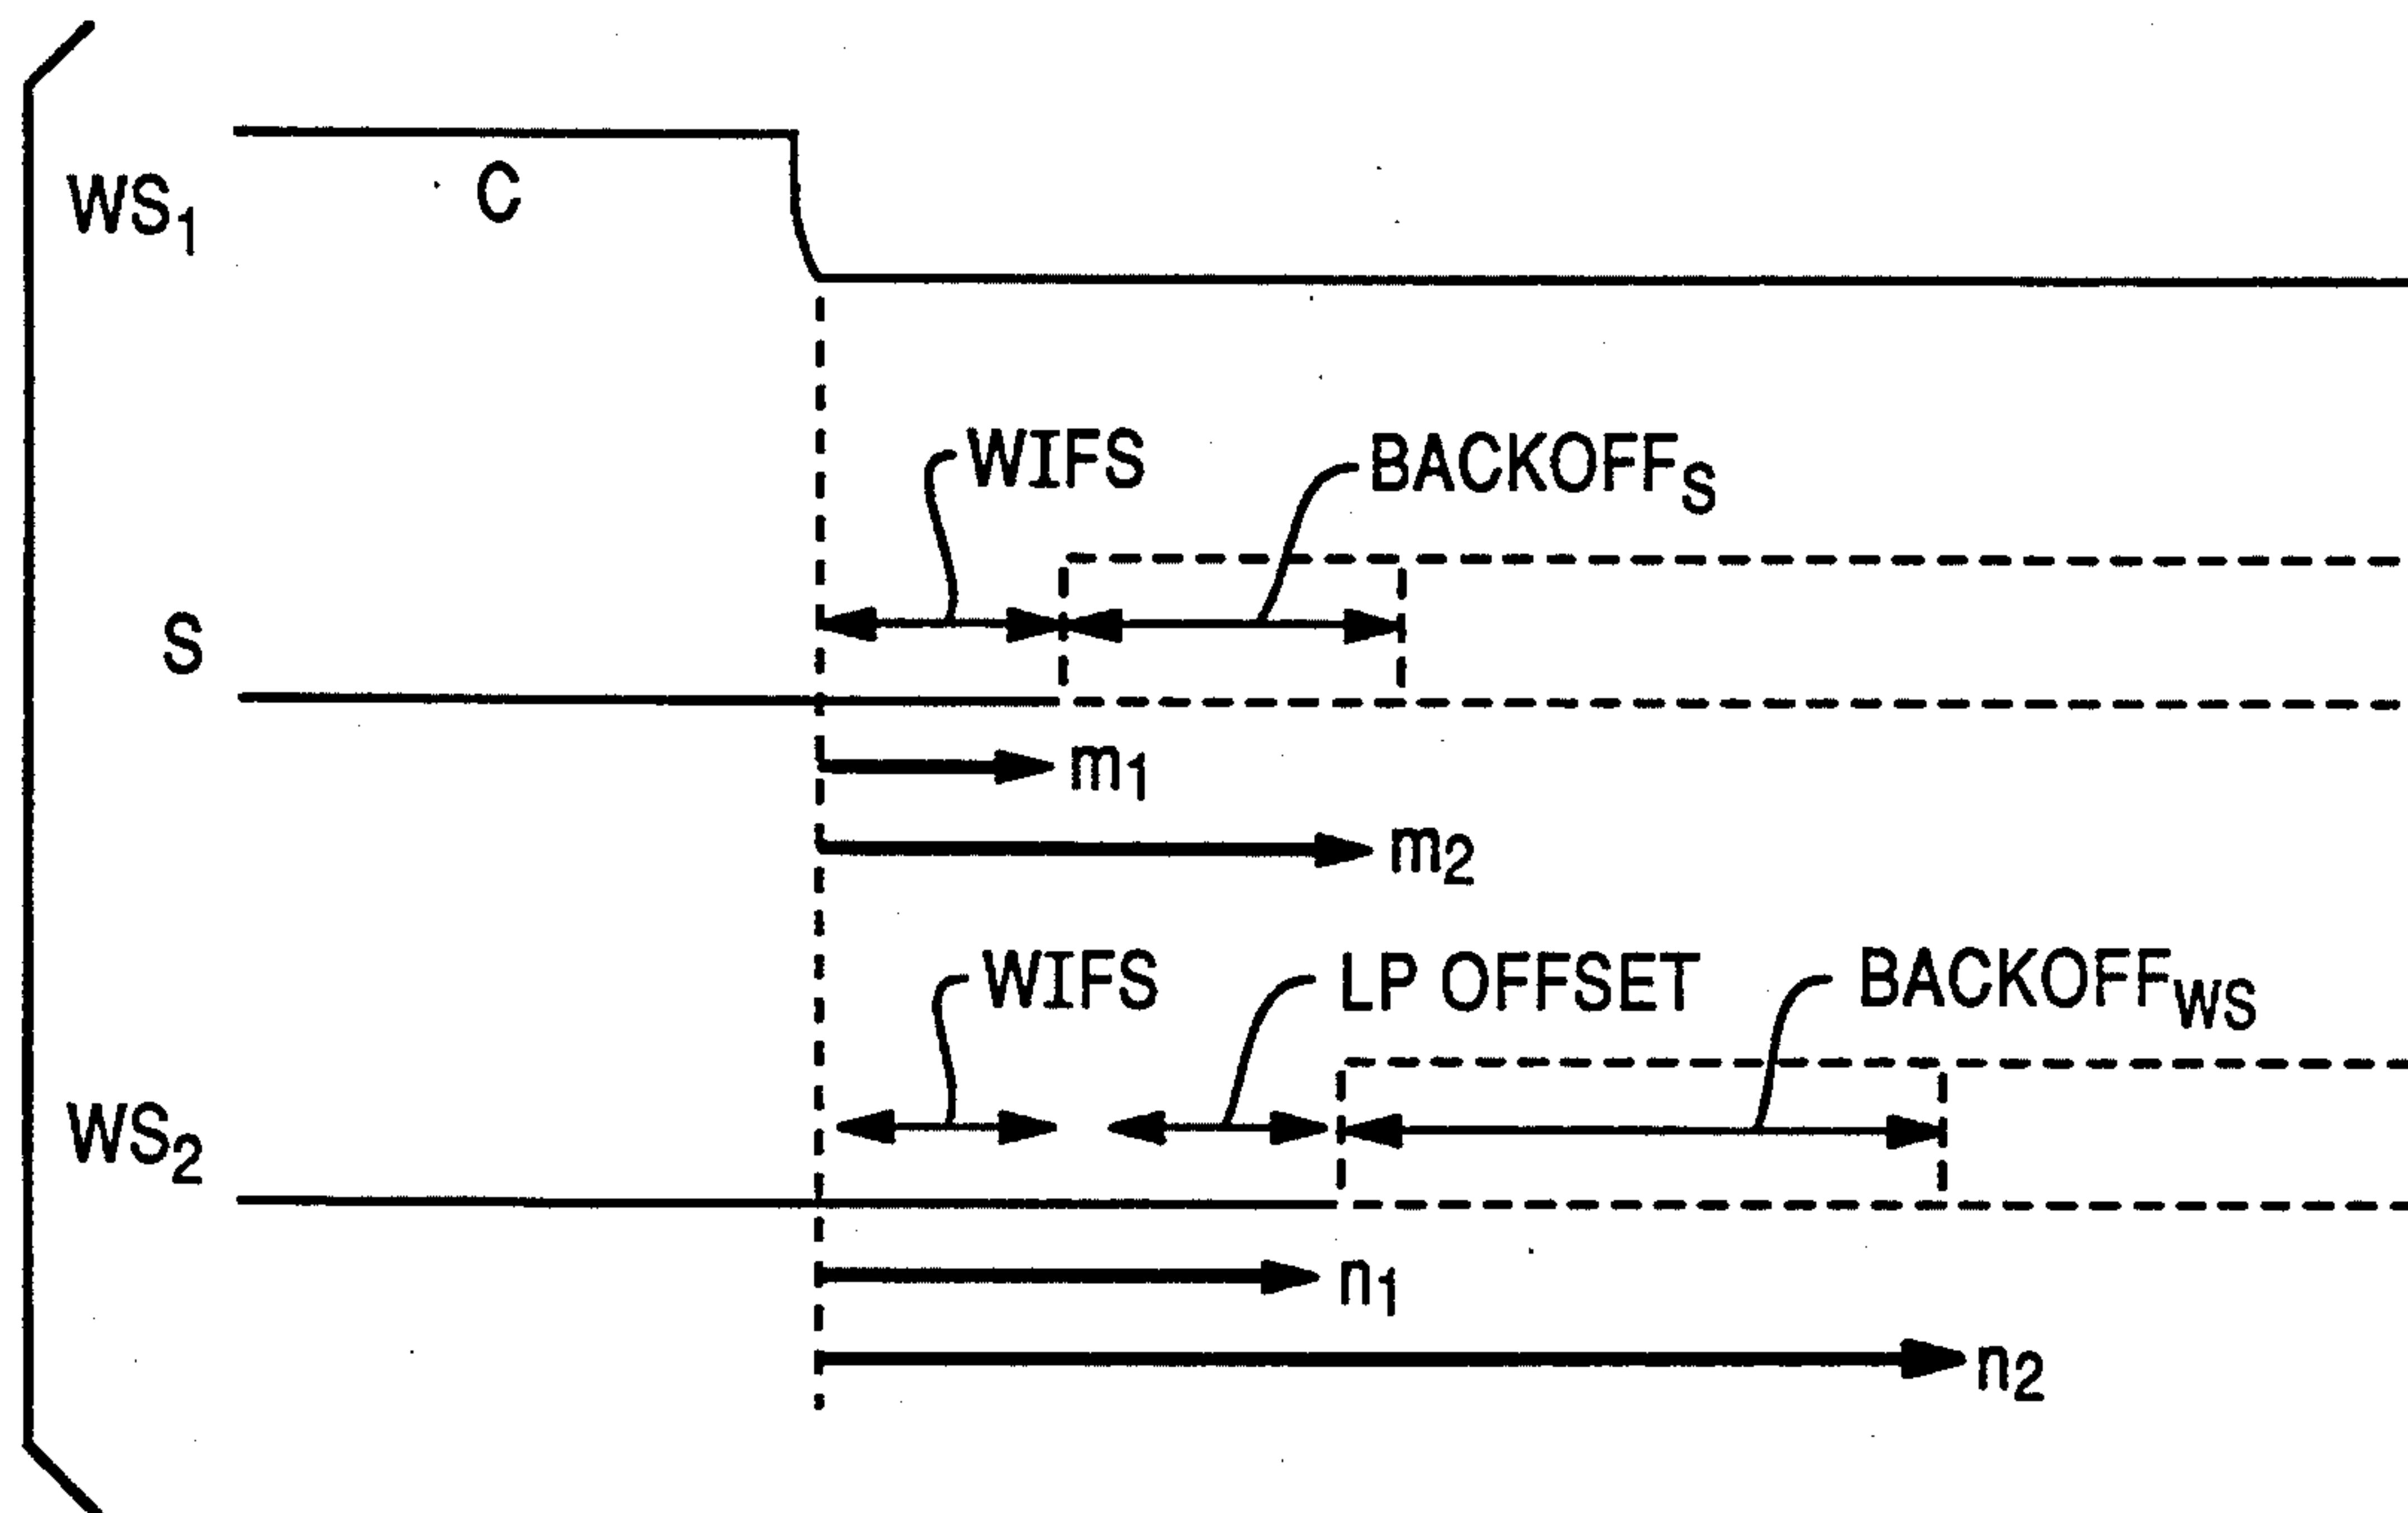 WS1
C
WIFS
BACKOFFS
S
m1
m2
WIFS
LP OFFSET
BACKOFFWS
WS2
n1
n2